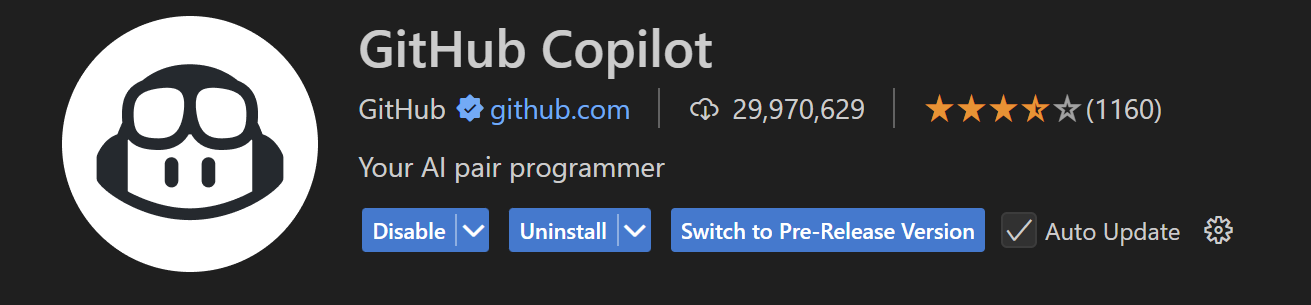 GitHub Copilot
GitHub github.com 29,970,629 (1160)
Your AI pair programmer
Disable Uninstall Switch to Pre-Release Version Auto Update